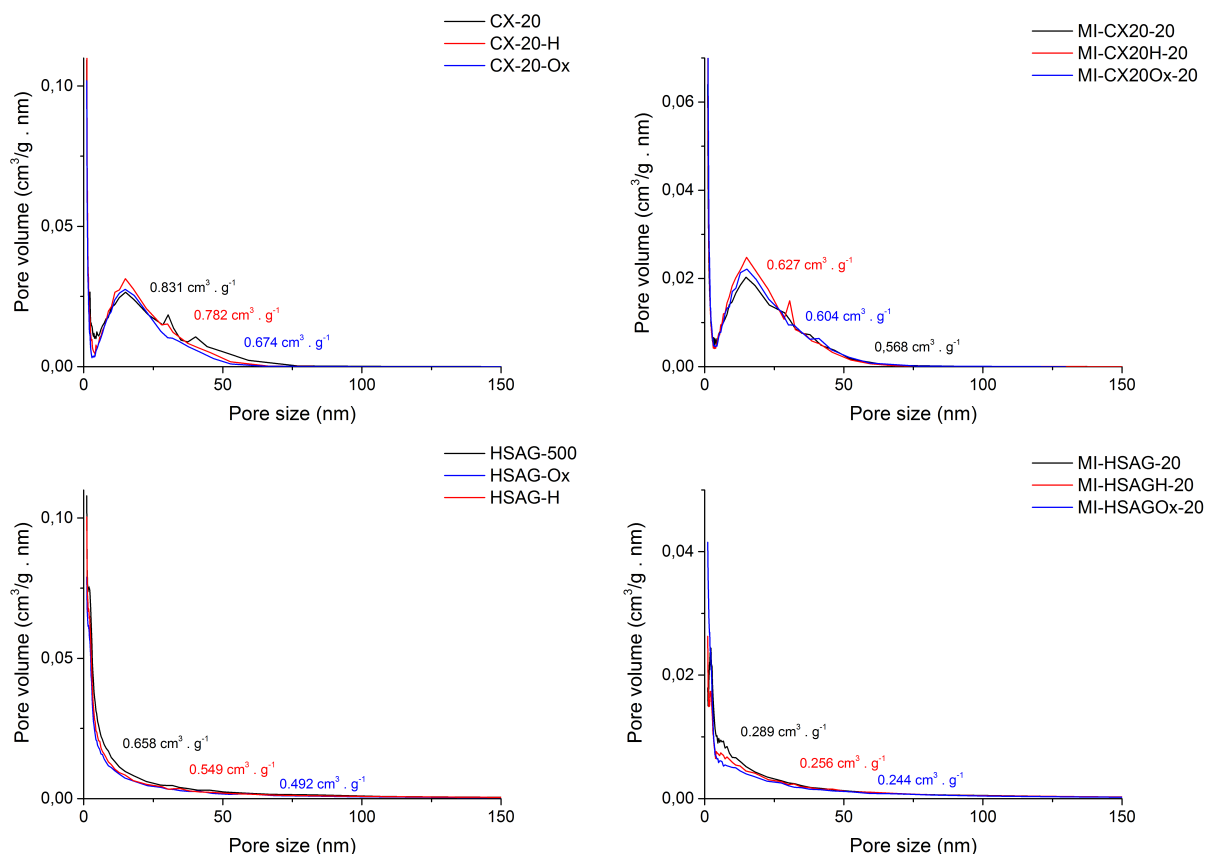 CX-20
CX-20-H
CX-20-Ox
0,10
0,05
0,00
Pore volume (cm³/g . nm)
0.831 cm³ . g⁻¹
0.782 cm³ . g⁻¹
0.674 cm³ . g⁻¹
0
50
100
150
Pore size (nm)
MI-CX20-20
MI-CX20H-20
MI-CX20Ox-20
0,06
0,04
0,02
0,00
Pore volume (cm³/g . nm)
0.627 cm³ . g⁻¹
0.604 cm³ . g⁻¹
0,568 cm³ . g⁻¹
0
50
100
150
Pore size (nm)
HSAG-500
HSAG-Ox
HSAG-H
0,10
0,05
0,00
Pore volume (cm³/g . nm)
0.658 cm³ . g⁻¹
0.549 cm³ . g⁻¹
0.492 cm³ . g⁻¹
0
50
100
150
Pore size (nm)
MI-HSAG-20
MI-HSAGH-20
MI-HSAGOx-20
0,04
0,02
0,00
Pore volume (cm³/g . nm)
0.289 cm³ . g⁻¹
0.256 cm³ . g⁻¹
0.244 cm³ . g⁻¹
0
50
100
150
Pore size (nm)